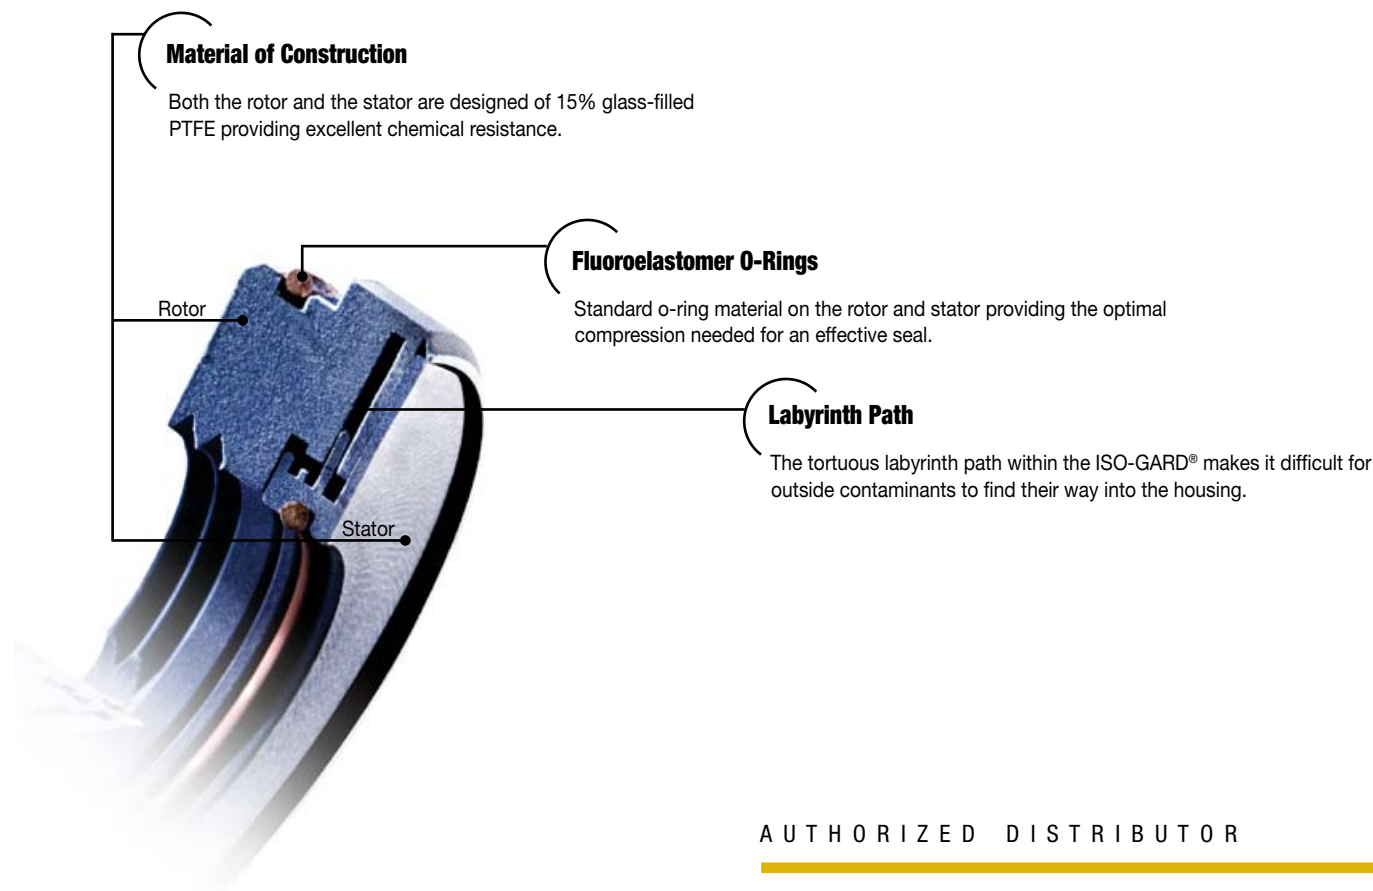 Material of Construction
Both the rotor and the stator are designed of 15% glass-filled
PTFE providing excellent chemical resistance.
Fluoroelastomer O-Rings
Standard o-ring material on the rotor and stator providing the optimal
compression needed for an effective seal.
Rotor
Labyrinth Path
The tortuous labyrinth path within the ISO-GARD® makes it difficult for
outside contaminants to find their way into the housing.
Stator
AUTHORIZED DISTRIBUTOR